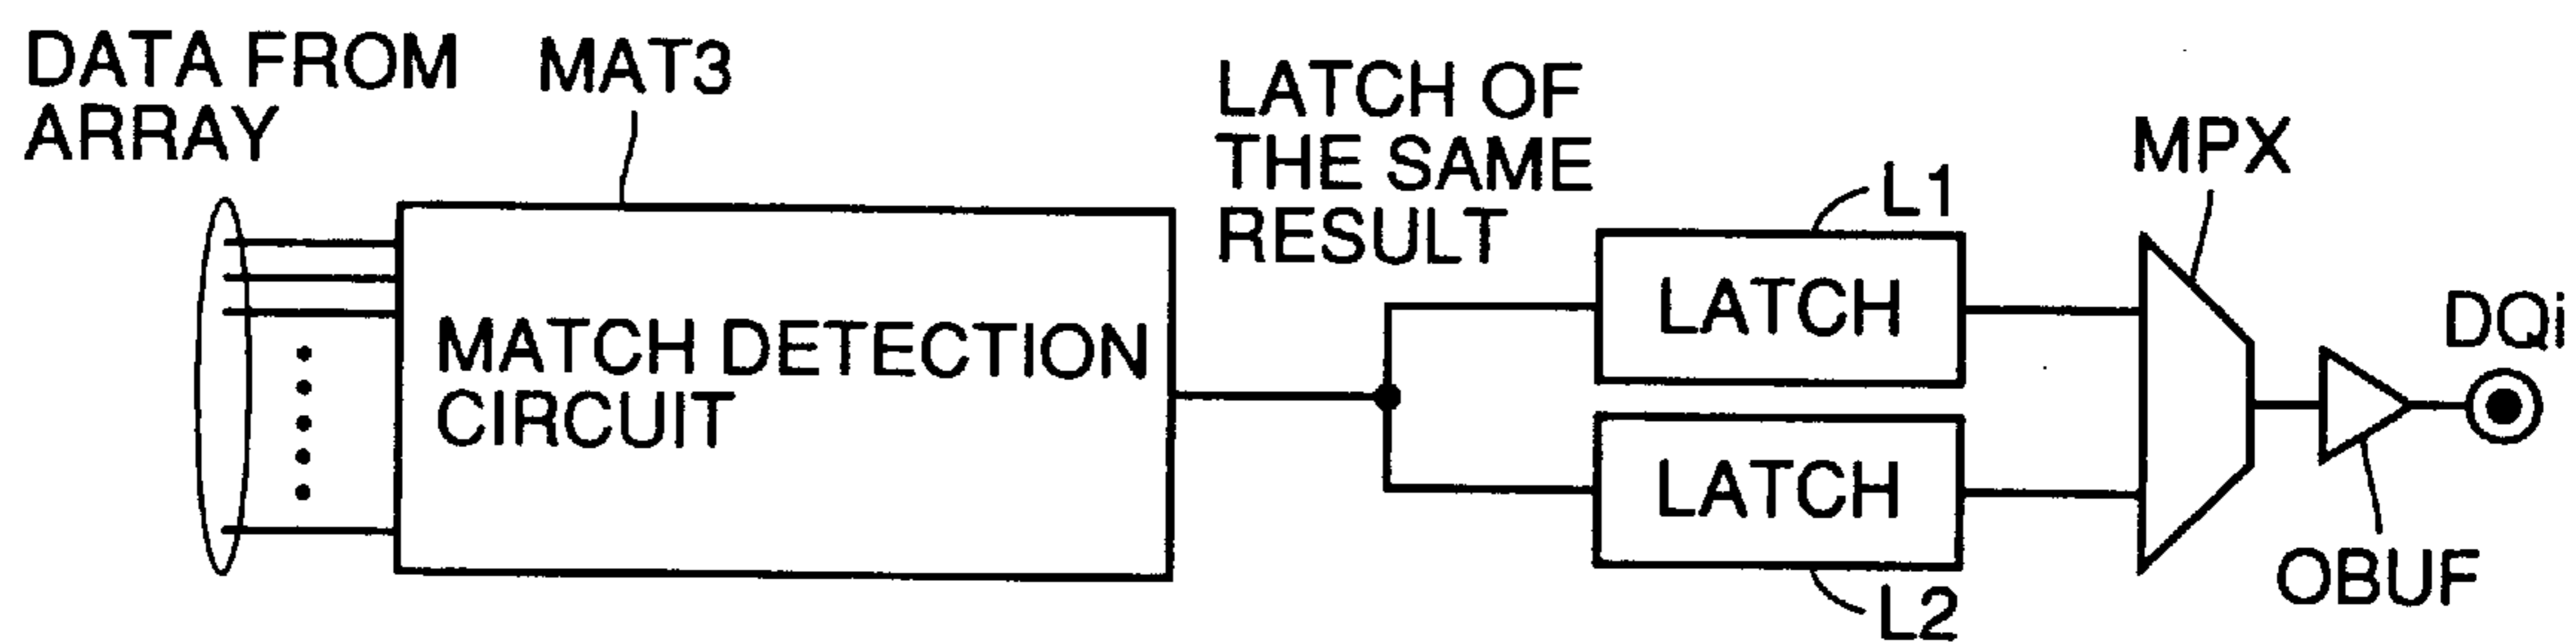 DATA FROM
ARRAY
MAT3
LATCH OF
THE SAME
RESULT
L1
MPX
MATCH DETECTION
CIRCUIT
LATCH
LATCH
DQi
OBUF
L2